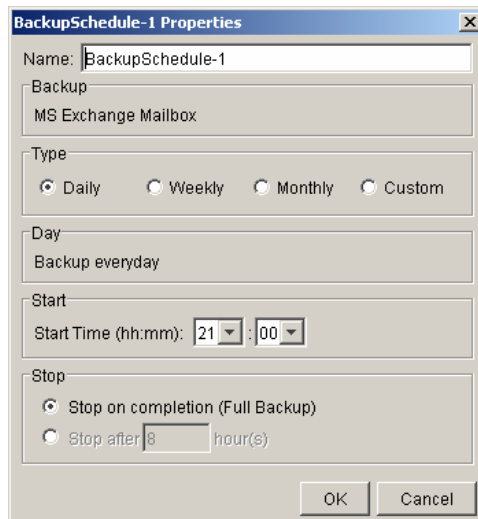 BackupSchedule-1 Properties
Name: BackupSchedule-1
Backup
MS Exchange Mailbox
Type
Daily Weekly Monthly Custom
Day
Backup everyday
Start
Start Time (hh:mm): 21 : 00
Stop
Stop on completion (Full Backup)
Stop after 8 hour(s)
OK Cancel